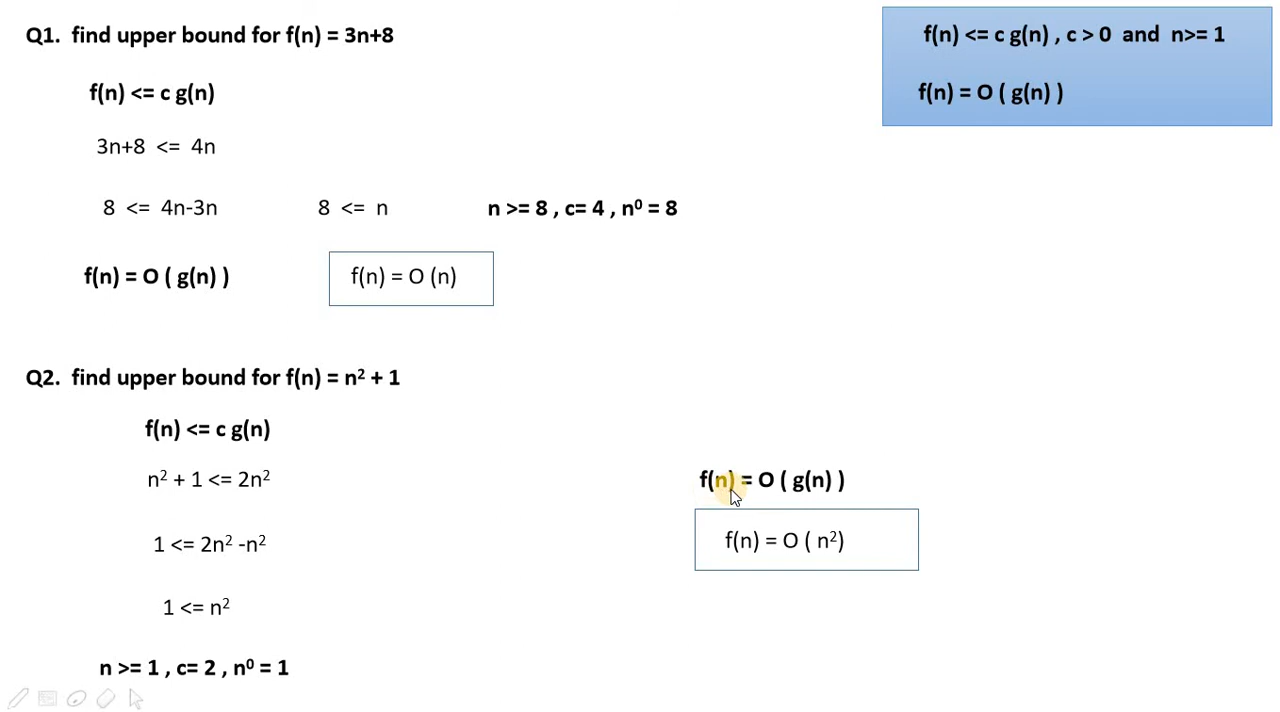 Q1. find upper bound for f(n) = 3n+8
f(n) <= c g(n) , c > 0 and n>= 1
f(n) = O ( g(n) )
f(n) <= c g(n)
3n+8 <= 4n
8 <= 4n-3n 8 <= n n >= 8 , c= 4 , n⁰ = 8
f(n) = O ( g(n) ) f(n) = O (n)
Q2. find upper bound for f(n) = n² + 1
f(n) <= c g(n)
n² + 1 <= 2n²
f(n) = O ( g(n) )
1 <= 2n² -n²
f(n) = O ( n²)
1 <= n²
n >= 1 , c= 2 , n⁰ = 1